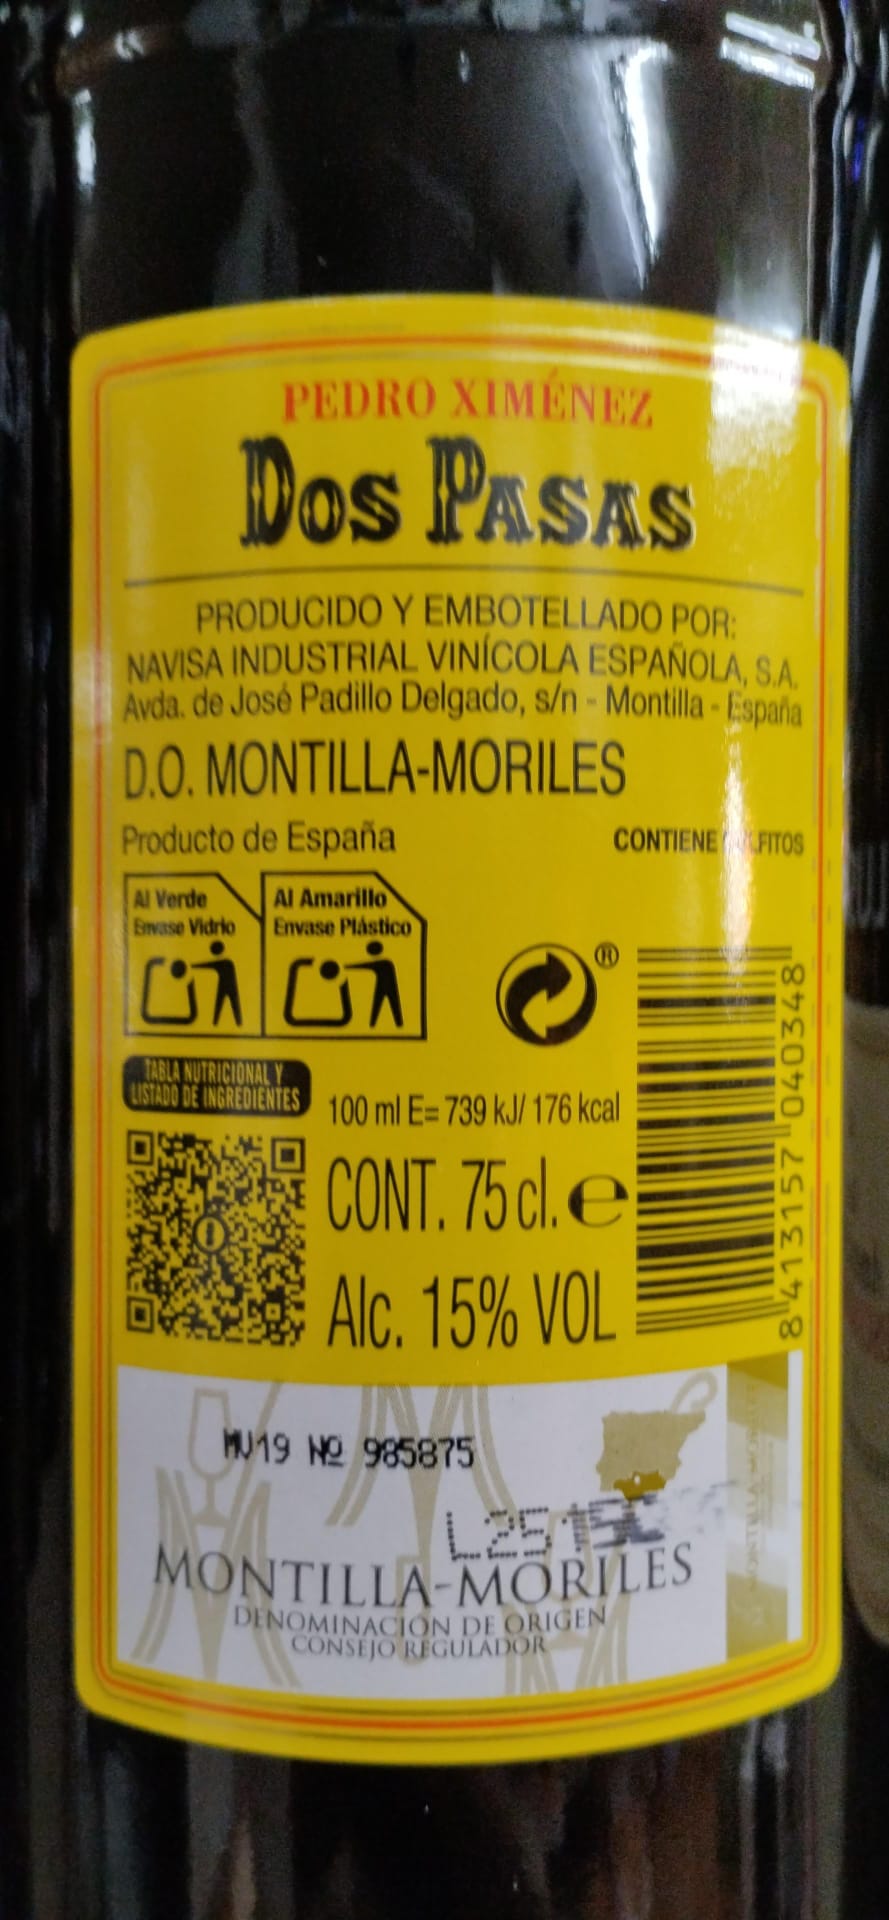 PEDRO XIMÉNEZ
DOS PASAS
PRODUCIDO Y EMBOTELLADO POR:
NAVISA INDUSTRIAL VINÍCOLA ESPAÑOLA, S.A.
Avda. de José Padillo Delgado, s/n - Montilla - España
D.O. MONTILLA-MORILES
Producto de España
CONTIENE
Al Verde
Envase Vidrio
Al Amarillo
Envase Plástico
®
TABLA NUTRICIONAL Y
LISTADO DE INGREDIENTES
100 ml E= 739 kJ/ 176 kcal
CONT. 75 cl. e
Alc. 15% VOL
8 413157 040348
MU19 Nº 985875
MONTILLA-MORILES
DENOMINACIÓN DE ORIGEN
CONSEJO REGULADOR